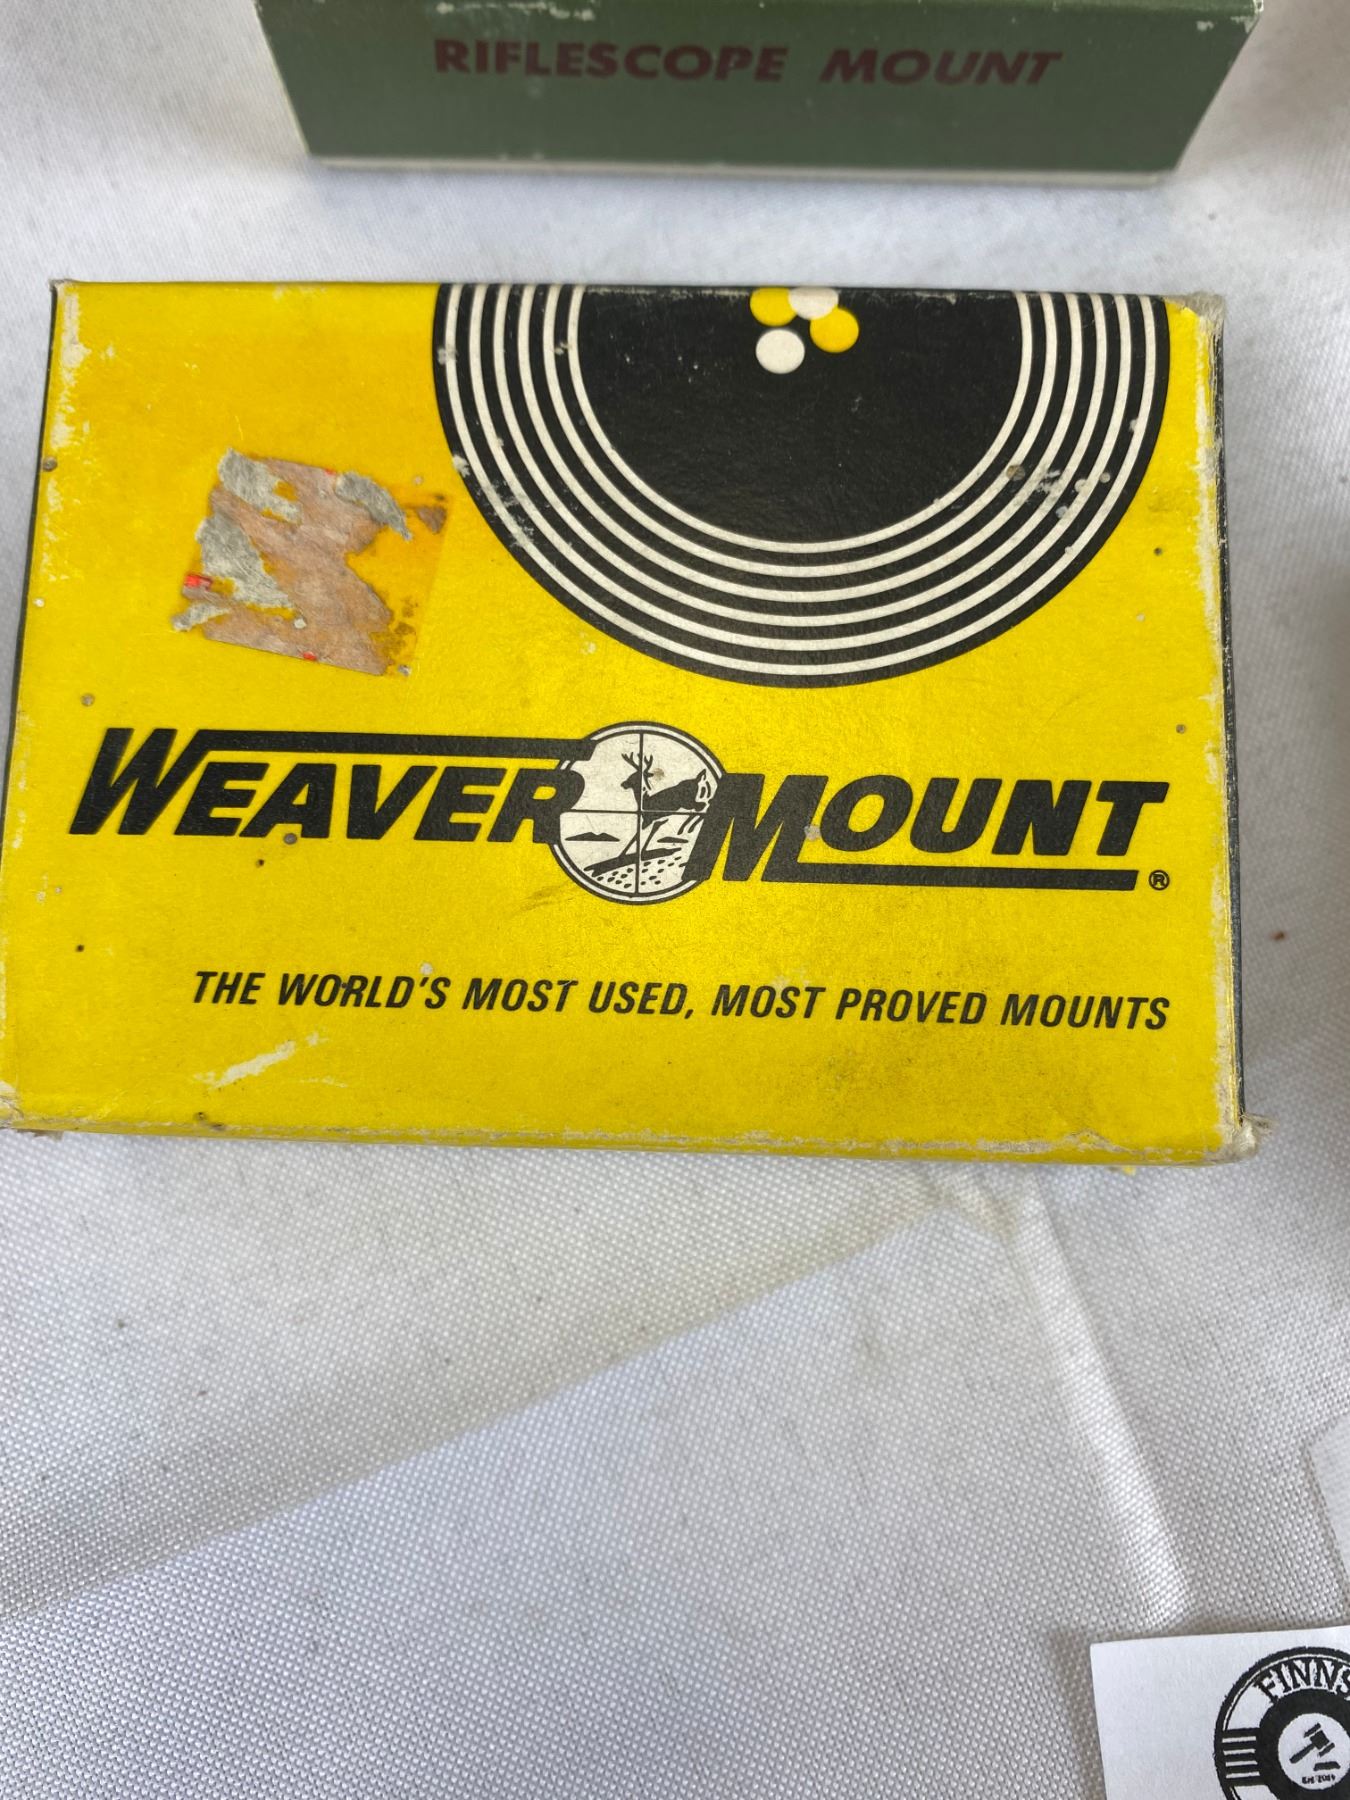 RIFLESCOPE MOUNT
WEAVER MOUNT ®
THE WORLD'S MOST USED, MOST PROVED MOUNTS
FINNS